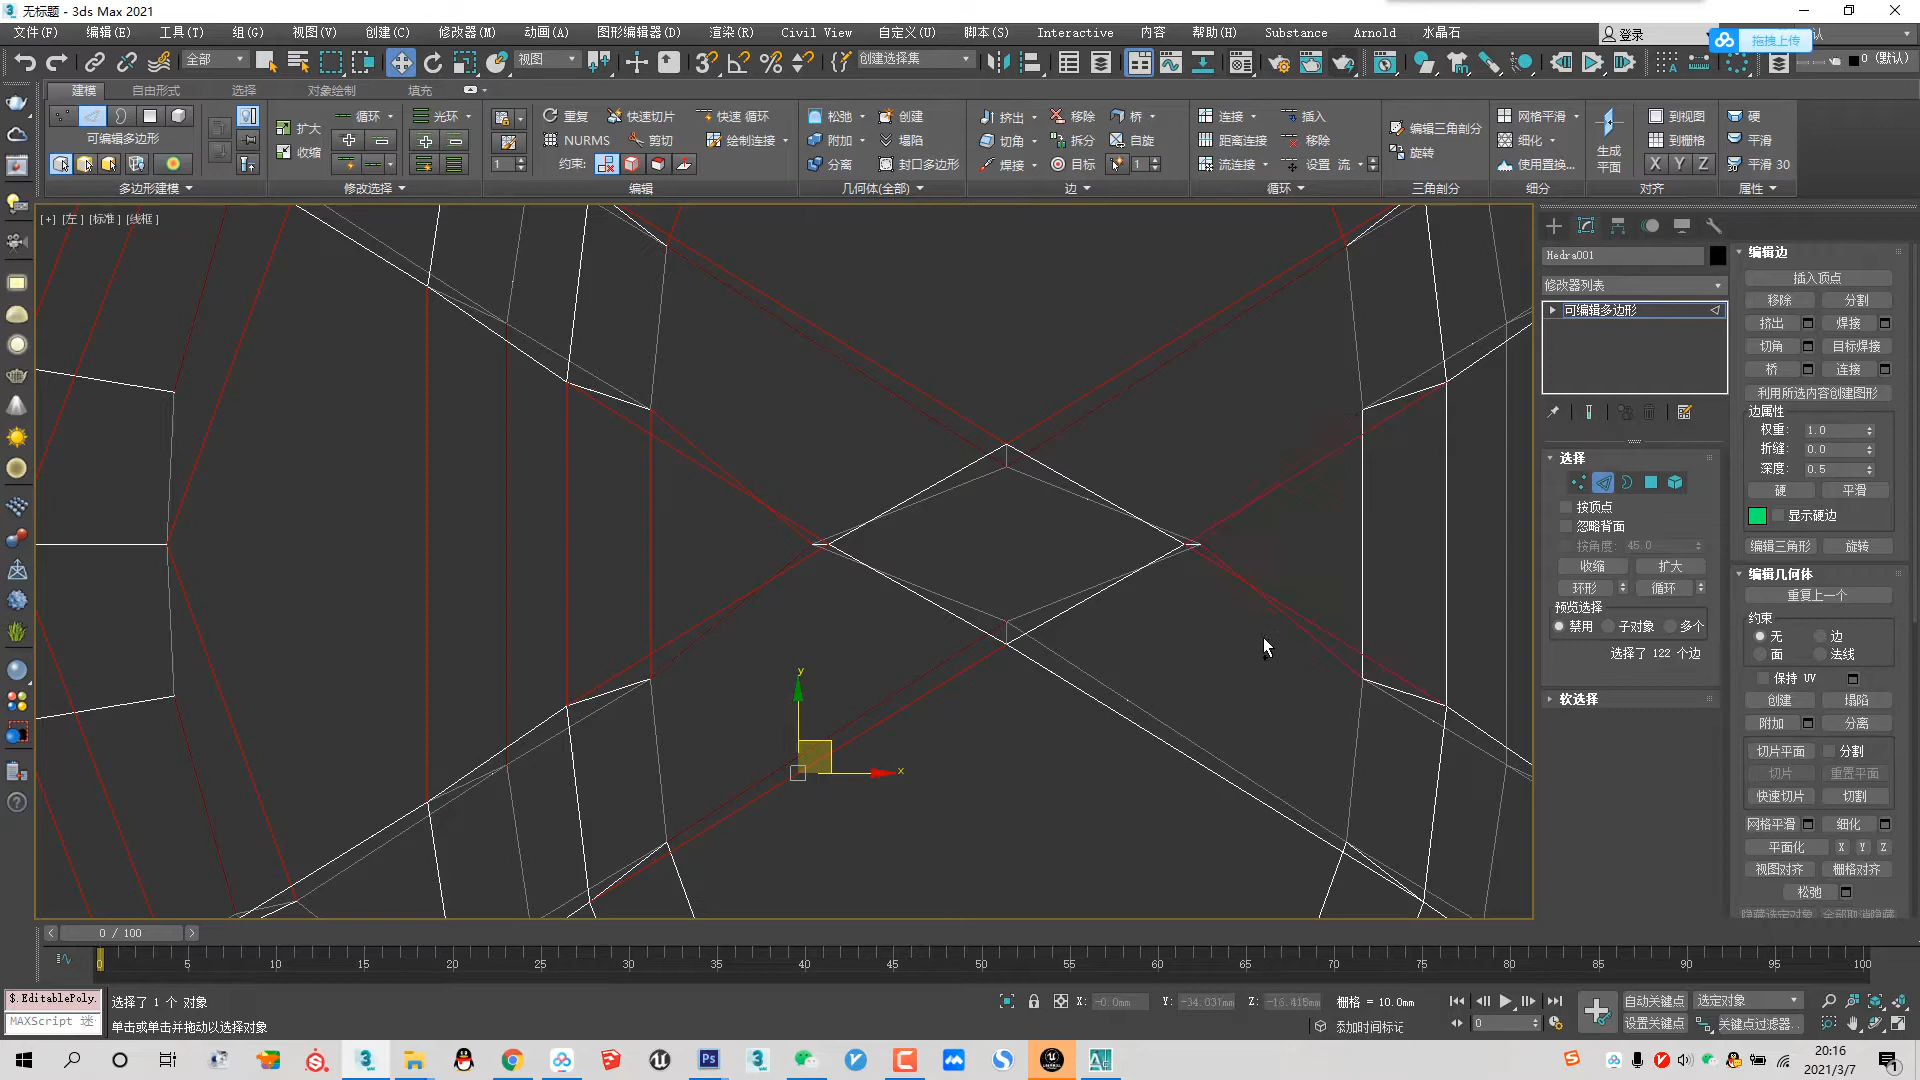 无标题 - 3ds Max 2021
文件(F) 编辑(E) 工具(T) 组(G) 视图(V) 创建(C) 修改器(M) 动画(A) 图形编辑器(D) 渲染(R) Civil View 自定义(U) 脚本(S) Interactive 内容 帮助(H) Substance Arnold 水晶石 登录 拖拽上传
全部 视图 创建选择集 0 (默认)
建模 自由形式 选择 对象绘制 填充
循环 光环 重复 快速切片 快速 循环 松弛 创建 挤出 移除 桥 连接 插入 网格平滑 到视图 硬
可编辑多边形 扩大 NURMS 剪切 绘制连接 附加 塌陷 切角 拆分 自旋 距离连接 移除 编辑三角剖分 细化 生成 到栅格 平滑
收缩 1 约束: 分离 封口多边形 焊接 目标 1 流连接 设置 流 旋转 使用置换... 平面 X Y Z 平滑 30
多边形建模 修改选择 编辑 几何体(全部) 边 循环 三角剖分 细分 对齐 属性
[+] [左] [标准] [线框]
y
x
Hedra001
修改器列表
可编辑多边形
选择
按顶点
忽略背面
按角度: 45.0
收缩 扩大
环形 循环
预览选择
禁用 子对象 多个
选择了 122 个边
软选择
编辑边
插入顶点
移除 分割
挤出 焊接
切角 目标焊接
桥 连接
利用所选内容创建图形
边属性
权重: 1.0
折缝: 0.0
深度: 0.5
硬 平滑
显示硬边
编辑三角形 旋转
编辑几何体
重复上一个
约束
无 边
面 法线
保持 UV
创建 塌陷
附加 分离
切片平面 分割
切片 重置平面
快速切片 切割
网格平滑 细化
平面化 X Y Z
视图对齐 栅格对齐
松弛
隐藏选定对象 全部取消隐藏
0 / 100
0 5 10 15 20 25 30 35 40 45 50 55 60 65 70 75 80 85 90 95 100
$.EditablePoly. 选择了 1 个 对象 X: -0.0mm Y: -34.031mm Z: -16.418mm 栅格 = 10.0mm 自动关键点 选定对象
MAXScript 迷 单击或单击并拖动以选择对象 添加时间标记 0 设置关键点 关键点过滤器...
20:16
2021/3/7